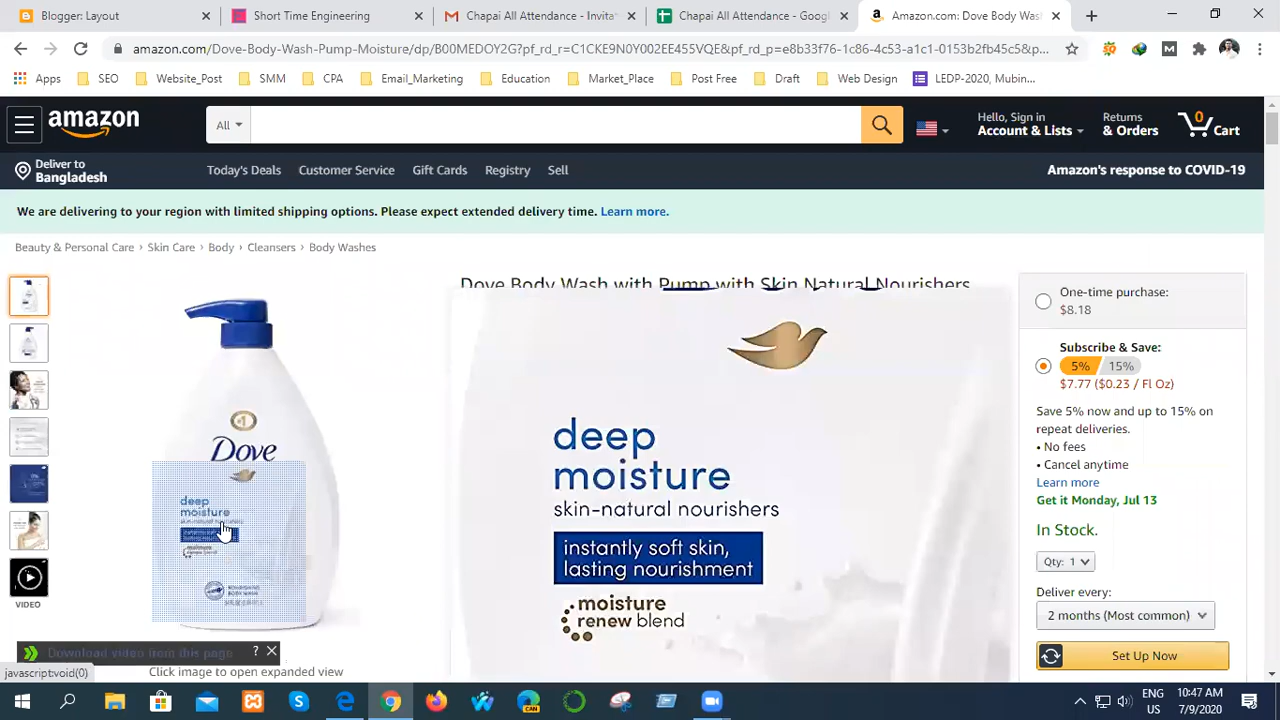 Blogger: Layout
Short Time Engineering
Chapai All Attendance - Invitat
Chapai All Attendance - Googl
Amazon.com: Dove Body Wash
amazon.com/Dove-Body-Wash-Pump-Moisture/dp/B00MEDOY2G?pf_rd_r=C1CKE9N0Y002EE455VQE&pf_rd_p=e8b33f76-1c86-4c53-a1c1-0153b2fb45c5&p...
Apps
SEO
Website_Post
SMM
CPA
Email_Marketing
Education
Market_Place
Post Free
Draft
Web Design
LEDP-2020, Mubin...
amazon
All
Hello, Sign in
Account & Lists
Returns
& Orders
0
Cart
Deliver to
Bangladesh
Today's Deals
Customer Service
Gift Cards
Registry
Sell
Amazon's response to COVID-19
We are delivering to your region with limited shipping options. Please expect extended delivery time. Learn more.
Beauty & Personal Care › Skin Care › Body › Cleansers › Body Washes
Dove Body Wash with Pump with Skin Natural Nourishers
#1
Dove
deep
moisture
skin-natural nourishers
deep
moisture
skin-natural nourishers
instantly soft skin,
lasting nourishment
moisture
renew blend
VIDEO
Download video from this page
?
Click image to open expanded view
javascript:void(0)
One-time purchase:
$8.18
Subscribe & Save:
5%
15%
$7.77 ($0.23 / Fl Oz)
Save 5% now and up to 15% on
repeat deliveries.
• No fees
• Cancel anytime
Learn more
Get it Monday, Jul 13
In Stock.
Qty: 1
Deliver every:
2 months (Most common)
Set Up Now
CAN
ENG
US
10:47 AM
7/9/2020